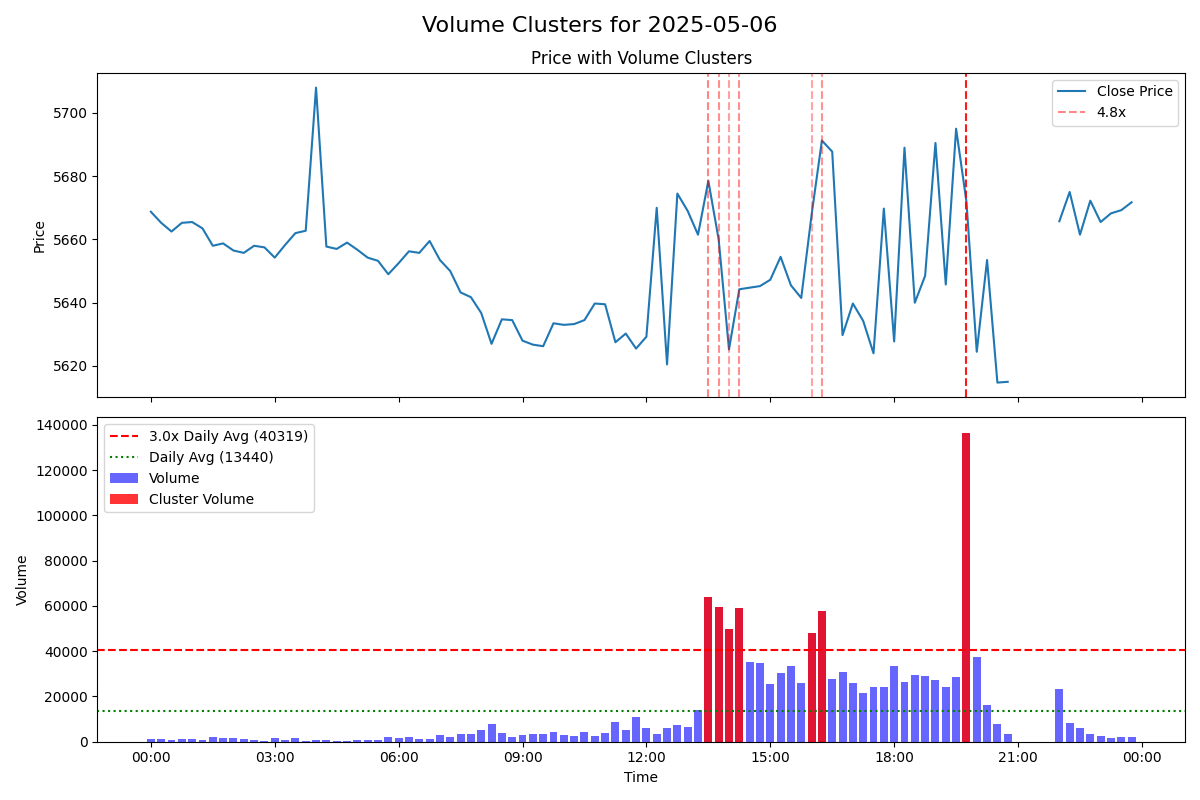 Volume Clusters for 2025-05-06
Price with Volume Clusters
Price
5700
5680
5660
5640
5620
Close Price
4.8x
Volume
140000
120000
100000
80000
60000
40000
20000
0
3.0x Daily Avg (40319)
Daily Avg (13440)
Volume
Cluster Volume
00:00 03:00 06:00 09:00 12:00 15:00 18:00 21:00 00:00
Time